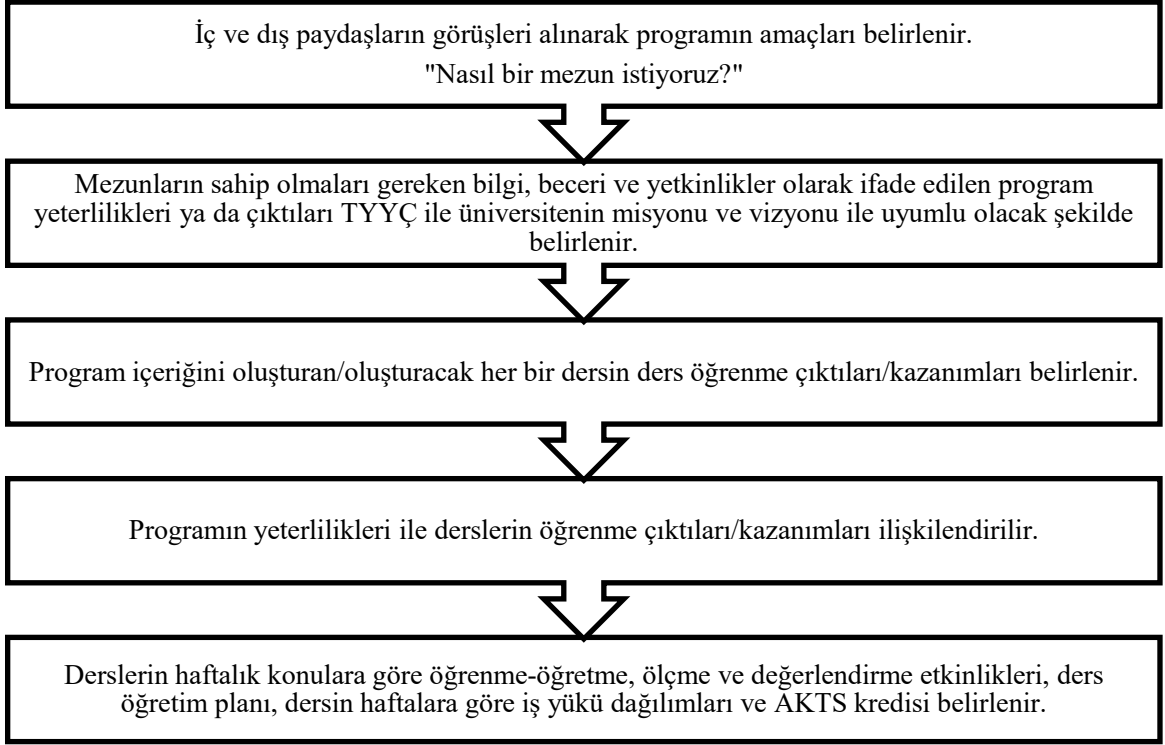 İç ve dış paydaşların görüşleri alınarak programın amaçları belirlenir.
"Nasıl bir mezun istiyoruz?"
Mezunların sahip olmaları gereken bilgi, beceri ve yetkinlikler olarak ifade edilen program
yeterlilikleri ya da çıktıları TYYÇ ile üniversitenin misyonu ve vizyonu ile uyumlu olacak şekilde
belirlenir.
Program içeriğini oluşturan/oluşturacak her bir dersin ders öğrenme çıktıları/kazanımları belirlenir.
Programın yeterlilikleri ile derslerin öğrenme çıktıları/kazanımları ilişkilendirilir.
Derslerin haftalık konulara göre öğrenme-öğretme, ölçme ve değerlendirme etkinlikleri, ders
öğretim planı, dersin haftalara göre iş yükü dağılımları ve AKTS kredisi belirlenir.